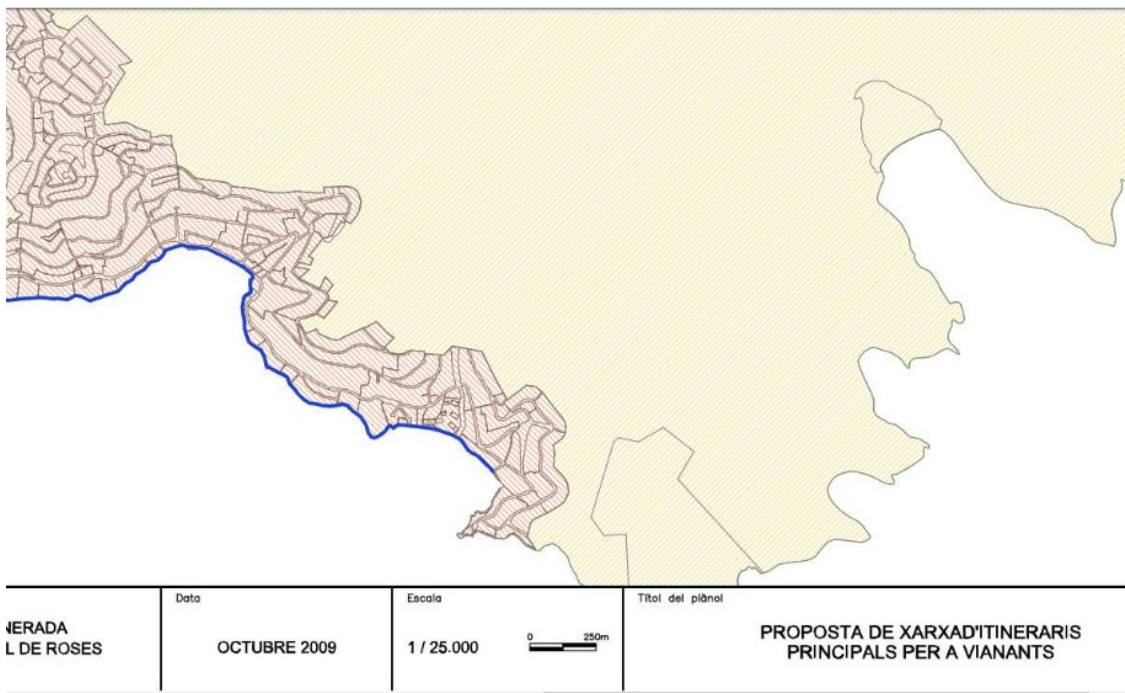 NERADA
L DE ROSES
Data
OCTUBRE 2009
Escala
1 / 25.000
0 250m
Títol del plànol
PROPOSTA DE XARXAD'ITINERARIS
PRINCIPALS PER A VIANANTS